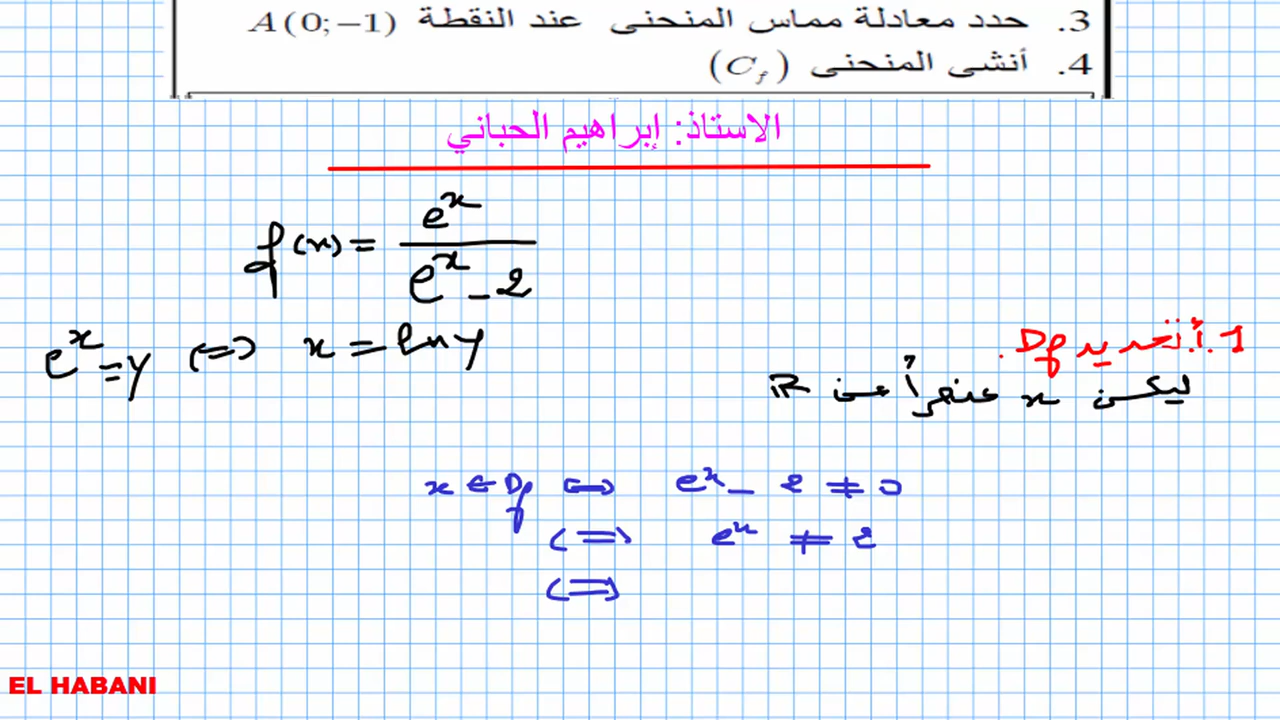 3. حدد معادلة مماس المنحنى عند النقطة A(0;−1)
4. أنشى المنحنى (C_f)
الاستاذ: إبراهيم الحباني
f(x) = e^x / (e^x − 2)
e^x = y ⇔ x = ln y
1. أ. تحديد Df.
ليكن x عنصرا من ℝ
x ∈ Df ⇔ e^x − 2 ≠ 0
⇔ e^x ≠ 2
⇔
EL HABANI